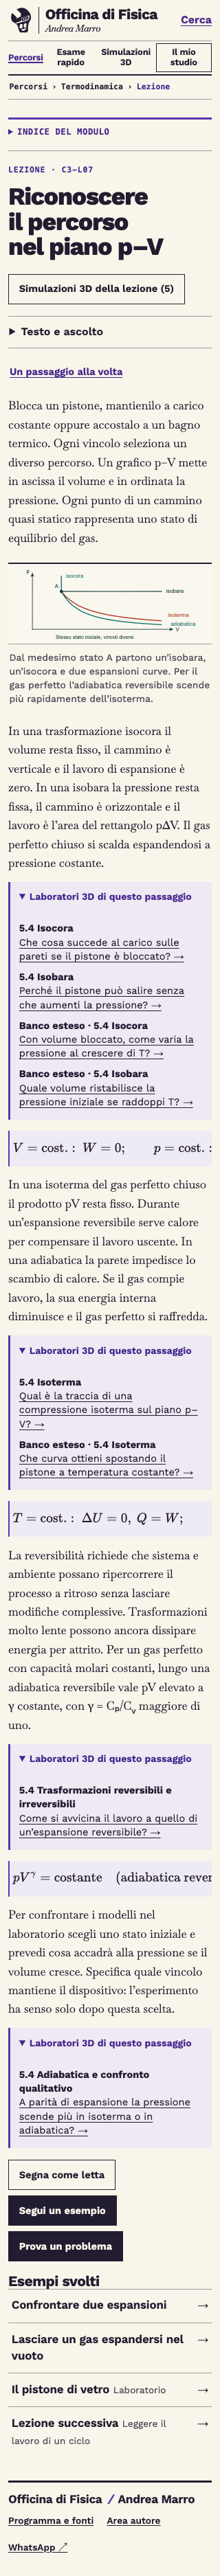 Officina di Fisica
Andrea Marro
Cerca
Percorsi
Esame
rapido
Simulazioni
3D
Il mio
studio
Percorsi › Termodinamica › Lezione
▶ INDICE DEL MODULO
LEZIONE · C3–L07
Riconoscere
il percorso
nel piano p–V
Simulazioni 3D della lezione (5)
▶ Testo e ascolto
Un passaggio alla volta
Blocca un pistone, mantienilo a carico
costante oppure accostalo a un bagno
termico. Ogni vincolo seleziona un
diverso percorso. Un grafico p–V mette
in ascissa il volume e in ordinata la
pressione. Ogni punto di un cammino
quasi statico rappresenta uno stato di
equilibrio del gas.
p
isocora
A
isobara
isoterma
adiabatica
V
Stesso stato iniziale, vincoli diversi
Dal medesimo stato A partono un’isobara,
un’isocora e due espansioni curve. Per il
gas perfetto l’adiabatica reversibile scende
più rapidamente dell’isoterma.
In una trasformazione isocora il
volume resta fisso, il cammino è
verticale e il lavoro di espansione è
zero. In una isobara la pressione resta
fissa, il cammino è orizzontale e il
lavoro è l’area del rettangolo pΔV. Il gas
perfetto chiuso si scalda espandendosi a
pressione costante.
▼ Laboratori 3D di questo passaggio
5.4 Isocora
Che cosa succede al carico sulle
pareti se il pistone è bloccato? →
5.4 Isobara
Perché il pistone può salire senza
che aumenti la pressione? →
Banco esteso · 5.4 Isocora
Con volume bloccato, come varia la
pressione al crescere di T? →
Banco esteso · 5.4 Isobara
Quale volume ristabilisce la
pressione iniziale se raddoppi T? →
V = cost. : W = 0; p = cost. :
In una isoterma del gas perfetto chiuso
il prodotto pV resta fisso. Durante
un’espansione reversibile serve calore
per compensare il lavoro uscente. In
una adiabatica la parete impedisce lo
scambio di calore. Se il gas compie
lavoro, la sua energia interna
diminuisce e il gas perfetto si raffredda.
▼ Laboratori 3D di questo passaggio
5.4 Isoterma
Qual è la traccia di una
compressione isoterma sul piano p–
V? →
Banco esteso · 5.4 Isoterma
Che curva ottieni spostando il
pistone a temperatura costante? →
T = cost. : ΔU = 0, Q = W;
La reversibilità richiede che sistema e
ambiente possano ripercorrere il
processo a ritroso senza lasciare
modifiche complessive. Trasformazioni
molto lente possono ancora dissipare
energia per attrito. Per un gas perfetto
con capacità molari costanti, lungo una
adiabatica reversibile vale pV elevato a
γ costante, con γ = Cₚ/Cᵥ maggiore di
uno.
▼ Laboratori 3D di questo passaggio
5.4 Trasformazioni reversibili e
irreversibili
Come si avvicina il lavoro a quello di
un’espansione reversibile? →
pV^γ = costante (adiabatica rever
Per confrontare i modelli nel
laboratorio scegli uno stato iniziale e
prevedi cosa accadrà alla pressione se il
volume cresce. Specifica quale vincolo
mantiene il dispositivo: l’esperimento
ha senso solo dopo questa scelta.
▼ Laboratori 3D di questo passaggio
5.4 Adiabatica e confronto
qualitativo
A parità di espansione la pressione
scende più in isoterma o in
adiabatica? →
Segna come letta
Segui un esempio
Prova un problema
Esempi svolti
Confrontare due espansioni →
Lasciare un gas espandersi nel
vuoto →
Il pistone di vetro Laboratorio →
Lezione successiva Leggere il
lavoro di un ciclo →
Officina di Fisica / Andrea Marro
Programma e fonti
Area autore
WhatsApp ↗